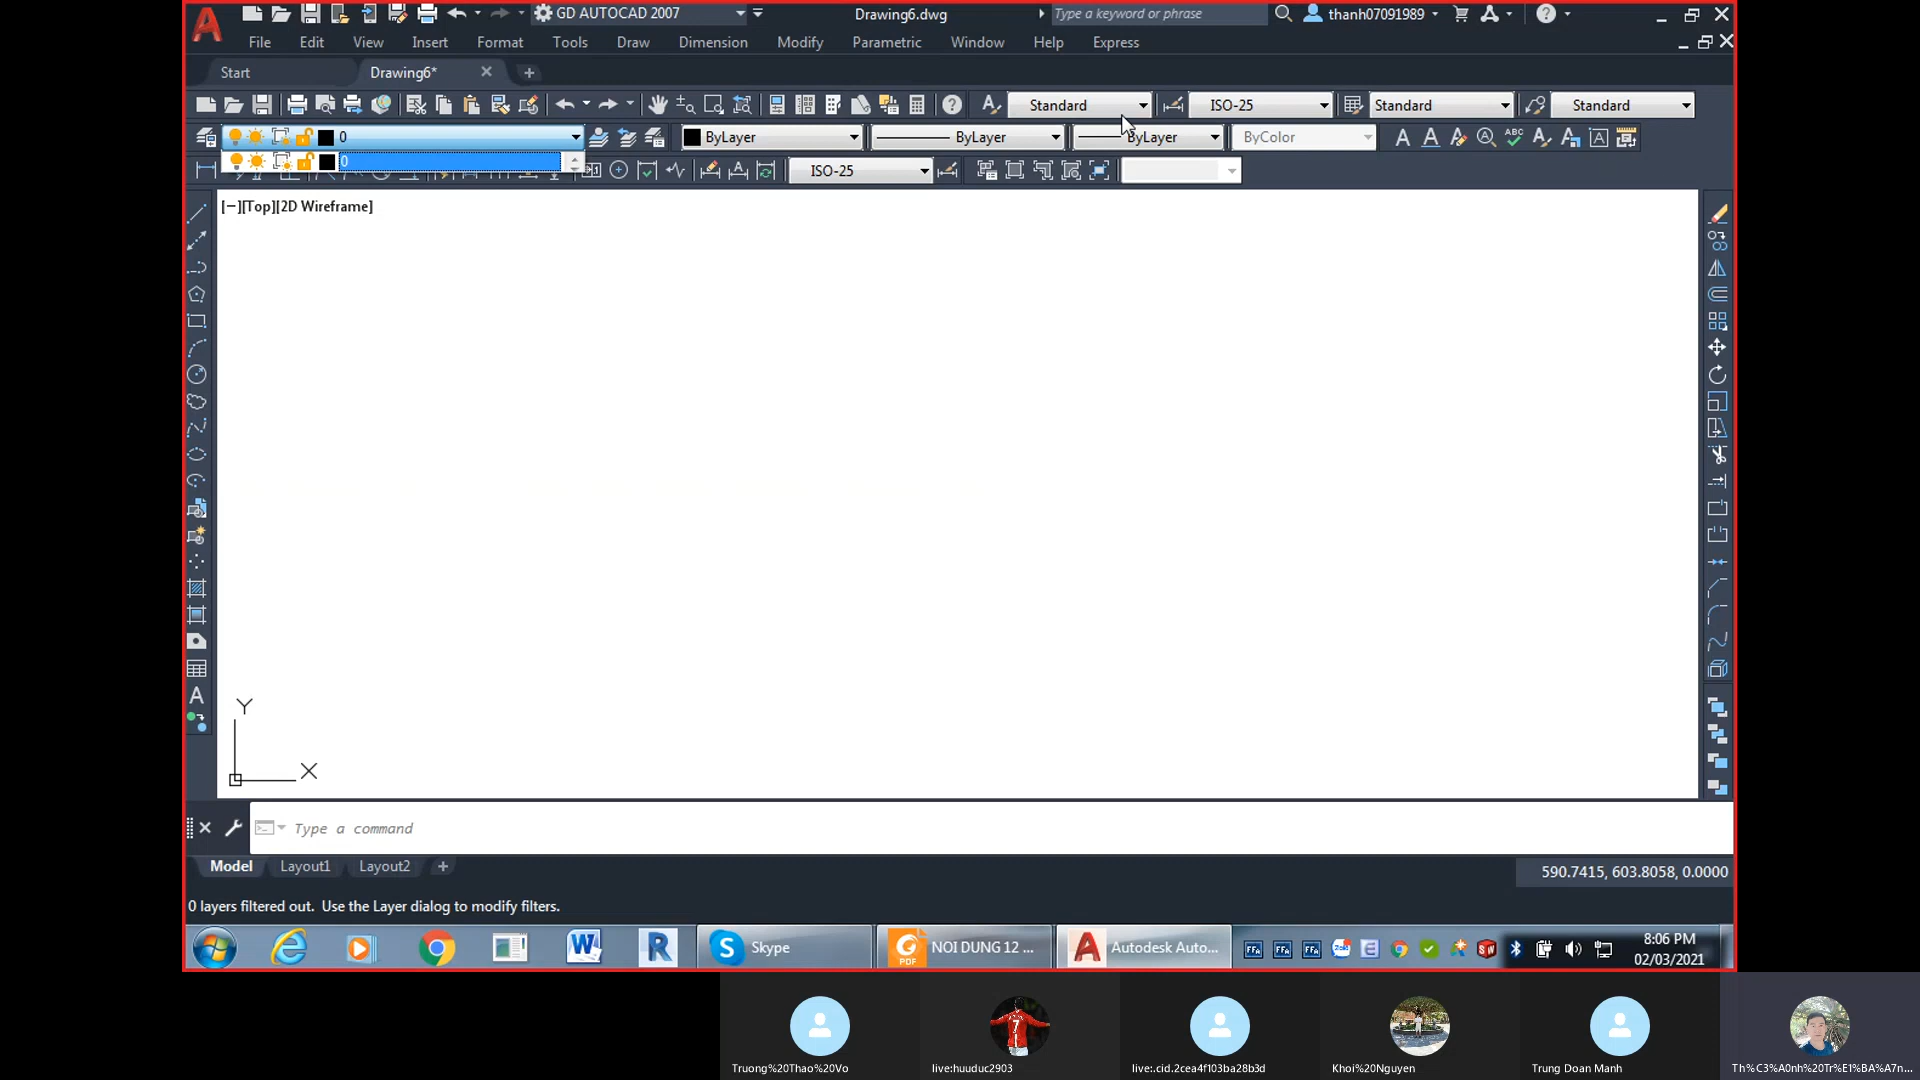 GD AUTOCAD 2007
Drawing6.dwg
Type a keyword or phrase
thanh07091989
File Edit View Insert Format Tools Draw Dimension Modify Parametric Window Help Express
Start
Drawing6*
Standard
ISO-25
Standard
Standard
0
ByLayer
ByLayer
ByLayer
ByColor
0
ISO-25
[−][Top][2D Wireframe]
Y
X
Type a command
Model Layout1 Layout2
590.7415, 603.8058, 0.0000
0 layers filtered out. Use the Layer dialog to modify filters.
Skype
NOI DUNG 12 ...
Autodesk Auto...
8:06 PM
02/03/2021
Truong%20Thao%20Vo
live:huuduc2903
live:.cid.2cea4f103ba28b3d
Khoi%20Nguyen
Trung Doan Manh
Th%C3%A0nh%20Tr%E1%BA%A7n...